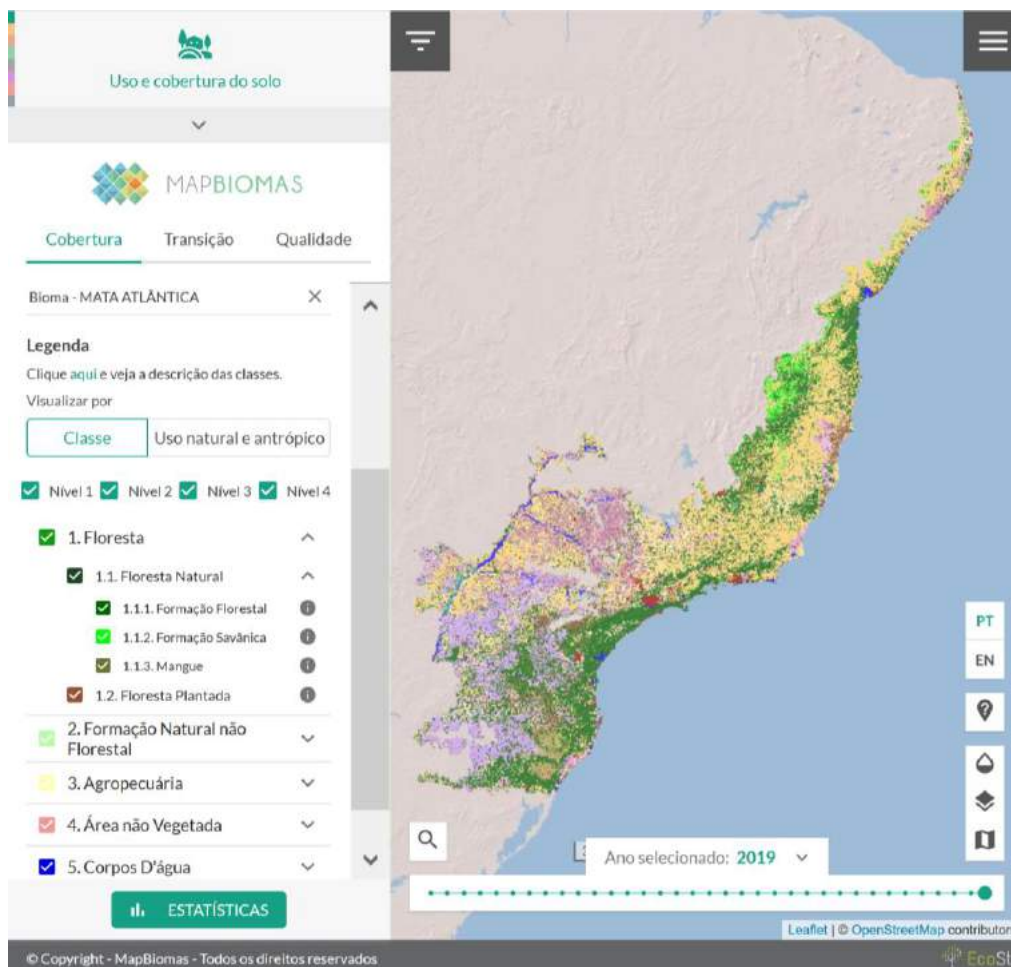 Uso e cobertura do solo
MAPBIOMAS
Cobertura Transição Qualidade
Bioma - MATA ATLÂNTICA
Legenda
Clique aqui e veja a descrição das classes.
Visualizar por
Classe Uso natural e antrópico
Nível 1 Nível 2 Nível 3 Nível 4
1. Floresta
1.1. Floresta Natural
1.1.1. Formação Florestal
1.1.2. Formação Savânica
1.1.3. Mangue
1.2. Floresta Plantada
2. Formação Natural não
Florestal
3. Agropecuária
4. Área não Vegetada
5. Corpos D'água
ESTATÍSTICAS
PT
EN
Ano selecionado: 2019
Leaflet | © OpenStreetMap contributor
© Copyright - MapBiomas - Todos os direitos reservados
EcoSt